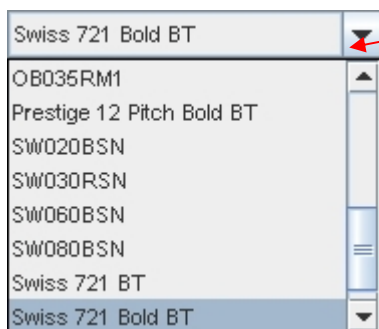 Swiss 721 Bold BT
OB035RM1
Prestige 12 Pitch Bold BT
SW020BSN
SW030RSN
SW060BSN
SW080BSN
Swiss 721 BT
Swiss 721 Bold BT